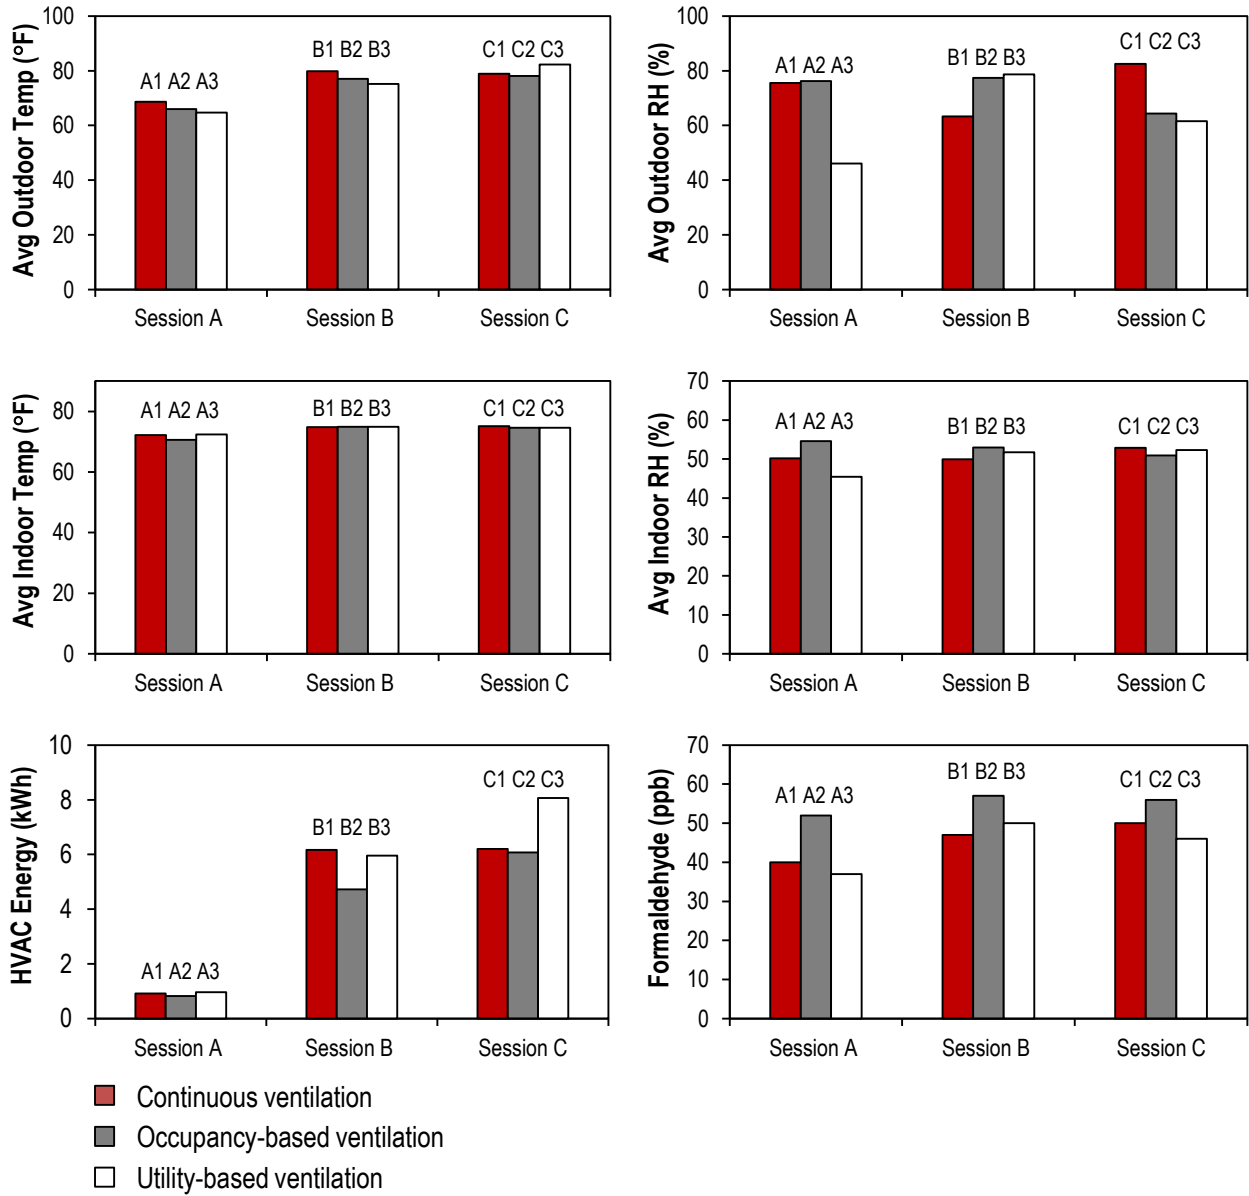 Avg Outdoor Temp (°F)
100
80
60
40
20
0
A1 A2 A3
B1 B2 B3
C1 C2 C3
Session A
Session B
Session C
Avg Outdoor RH (%)
100
80
60
40
20
0
A1 A2 A3
B1 B2 B3
C1 C2 C3
Session A
Session B
Session C
Avg Indoor Temp (°F)
80
60
40
20
0
A1 A2 A3
B1 B2 B3
C1 C2 C3
Session A
Session B
Session C
Avg Indoor RH (%)
70
60
50
40
30
20
10
0
A1 A2 A3
B1 B2 B3
C1 C2 C3
Session A
Session B
Session C
HVAC Energy (kWh)
10
8
6
4
2
0
A1 A2 A3
B1 B2 B3
C1 C2 C3
Session A
Session B
Session C
Formaldehyde (ppb)
70
60
50
40
30
20
10
0
A1 A2 A3
B1 B2 B3
C1 C2 C3
Session A
Session B
Session C
Continuous ventilation
Occupancy-based ventilation
Utility-based ventilation